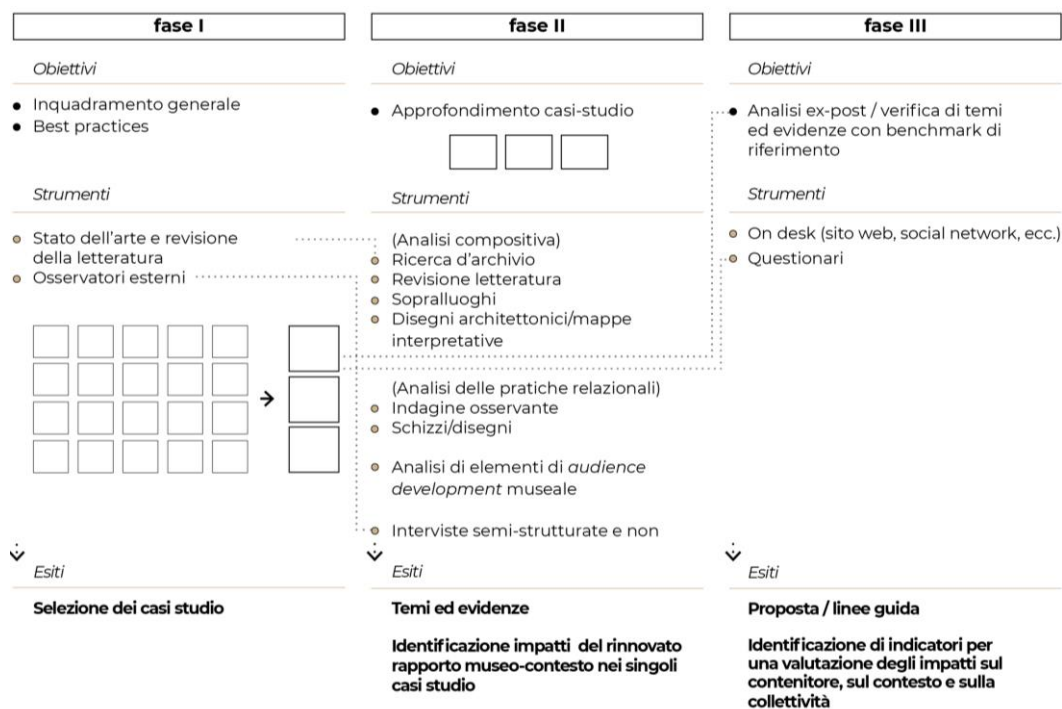 fase I
Obiettivi
Inquadramento generale
Best practices
Strumenti
Stato dell'arte e revisione
della letteratura
Osservatori esterni
Esiti
Selezione dei casi studio
fase II
Obiettivi
Approfondimento casi-studio
Strumenti
(Analisi compositiva)
Ricerca d'archivio
Revisione letteratura
Sopralluoghi
Disegni architettonici/mappe
interpretative
(Analisi delle pratiche relazionali)
Indagine osservante
Schizzi/disegni
Analisi di elementi di audience
development museale
Interviste semi-strutturate e non
Esiti
Temi ed evidenze
Identificazione impatti del rinnovato
rapporto museo-contesto nei singoli
casi studio
fase III
Obiettivi
Analisi ex-post / verifica di temi
ed evidenze con benchmark di
riferimento
Strumenti
On desk (sito web, social network, ecc.)
Questionari
Esiti
Proposta / linee guida
Identificazione di indicatori per
una valutazione degli impatti sul
contenitore, sul contesto e sulla
collettività